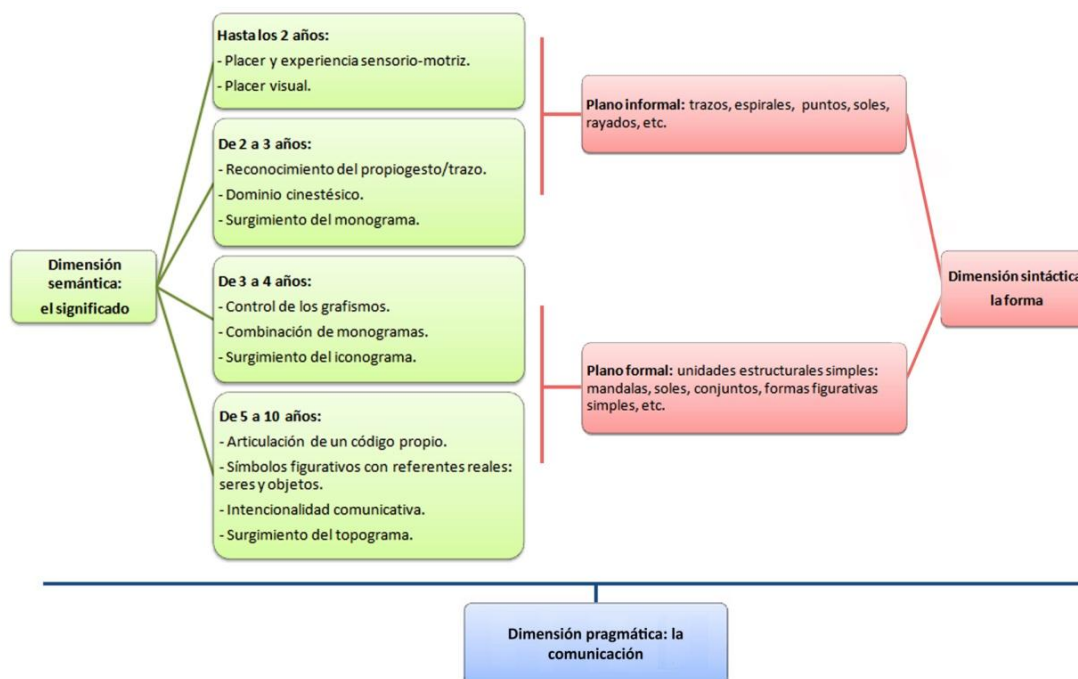 Hasta los 2 años:
- Placer y experiencia sensorio-motriz.
- Placer visual.
De 2 a 3 años:
- Reconocimiento del propiogesto/trazo.
- Dominio cinestésico.
- Surgimiento del monograma.
Dimensión
semántica:
el significado
De 3 a 4 años:
- Control de los grafismos.
- Combinación de monogramas.
- Surgimiento del iconograma.
De 5 a 10 años:
- Articulación de un código propio.
- Símbolos figurativos con referentes reales:
seres y objetos.
- Intencionalidad comunicativa.
- Surgimiento del topograma.
Plano informal: trazos, espirales, puntos, soles,
rayados, etc.
Plano formal: unidades estructurales simples:
mandalas, soles, conjuntos, formas figurativas
simples, etc.
Dimensión sintáctica
la forma
Dimensión pragmática: la
comunicación